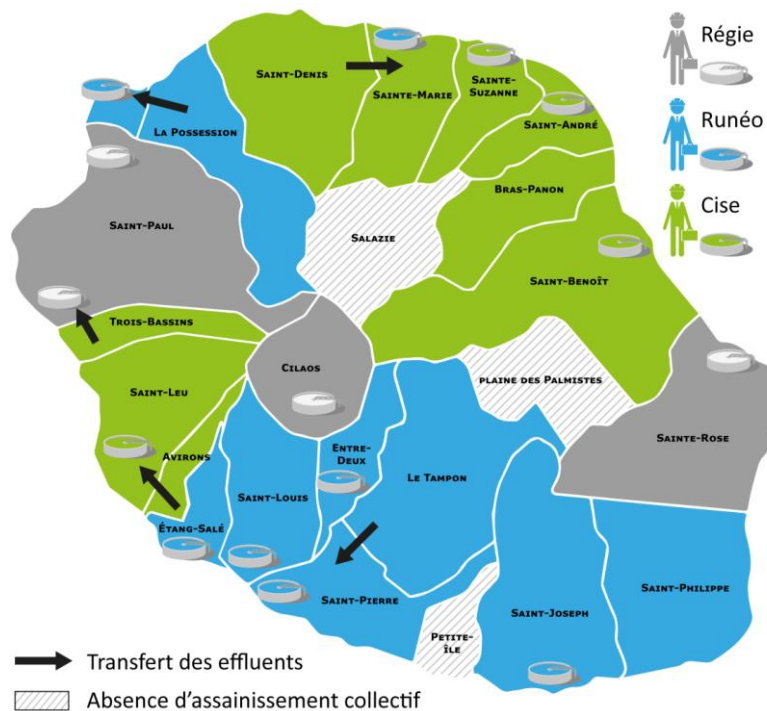 Régie
Runéo
Cise
SAINT-DENIS
SAINTE-MARIE
SAINTE-
SUZANNE
SAINT-ANDRÉ
LA POSSESSION
BRAS-PANON
SAINT-PAUL
SALAZIE
SAINT-BENOÎT
TROIS-BASSINS
CILAOS
PLAINE DES PALMISTES
SAINT-LEU
SAINTE-ROSE
AVIRONS
ENTRE-
DEUX
LE TAMPON
SAINT-LOUIS
ÉTANG-SALÉ
SAINT-PIERRE
SAINT-PHILIPPE
SAINT-JOSEPH
PETITE-
ÎLE
Transfert des effluents
Absence d'assainissement collectif